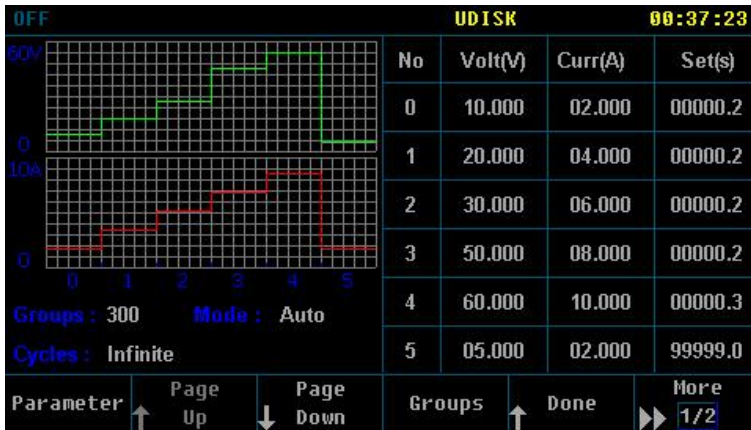 OFF UDISK 00:37:23
60V
0
10A
0
0 1 2 3 4 5
Groups : 300 Mode : Auto
Cycles : Infinite
No Volt(V) Curr(A) Set(s)
0 10.000 02.000 00000.2
1 20.000 04.000 00000.2
2 30.000 06.000 00000.2
3 50.000 08.000 00000.2
4 60.000 10.000 00000.3
5 05.000 02.000 99999.0
Parameter Page Up Page Down Groups Done More 1/2